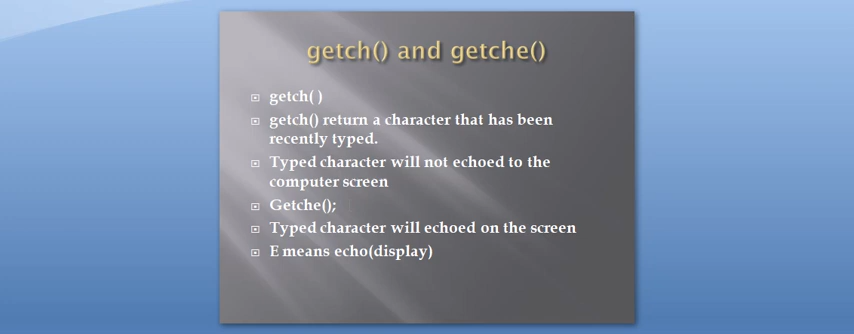 getch() and getche()
getch( )
getch() return a character that has been
recently typed.
Typed character will not echoed to the
computer screen
Getche();
Typed character will echoed on the screen
E means echo(display)